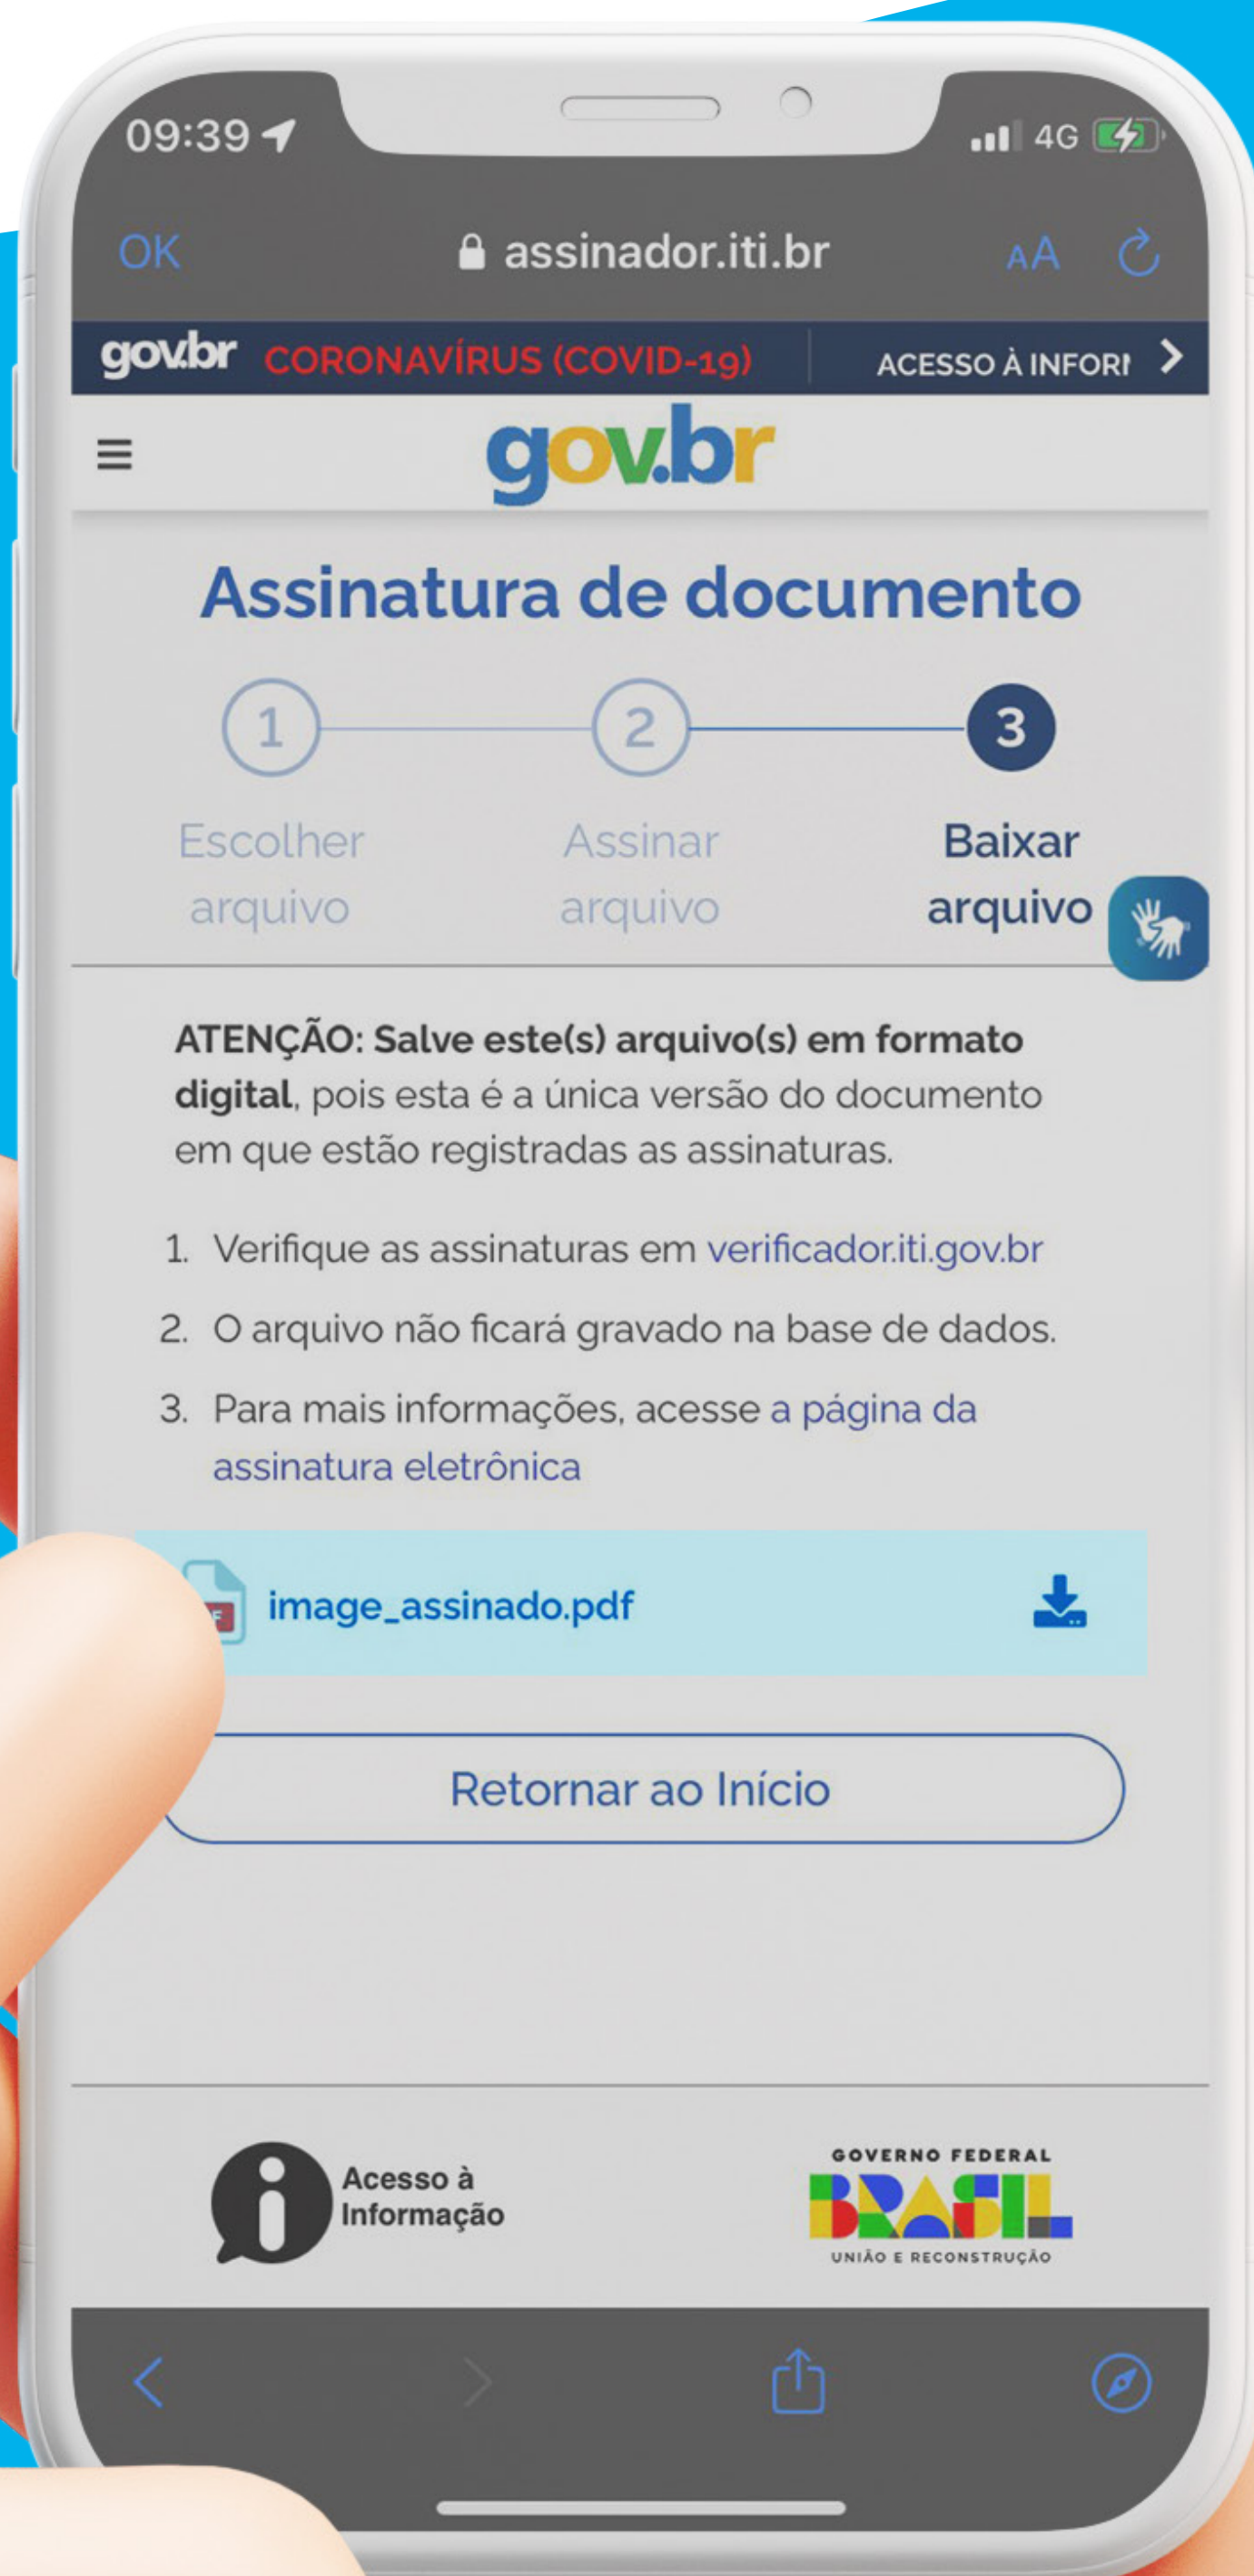 09:39
4G
OK
assinador.iti.br
AA
gov.br
CORONAVÍRUS (COVID-19)
ACESSO À INFORM
gov.br
Assinatura de documento
1
2
3
Escolher
arquivo
Assinar
arquivo
Baixar
arquivo
ATENÇÃO: Salve este(s) arquivo(s) em formato
digital, pois esta é a única versão do documento
em que estão registradas as assinaturas.
1. Verifique as assinaturas em verificador.iti.gov.br
2. O arquivo não ficará gravado na base de dados.
3. Para mais informações, acesse a página da
assinatura eletrônica
image_assinado.pdf
Retornar ao Início
Acesso à
Informação
GOVERNO FEDERAL
BRASIL
UNIÃO E RECONSTRUÇÃO